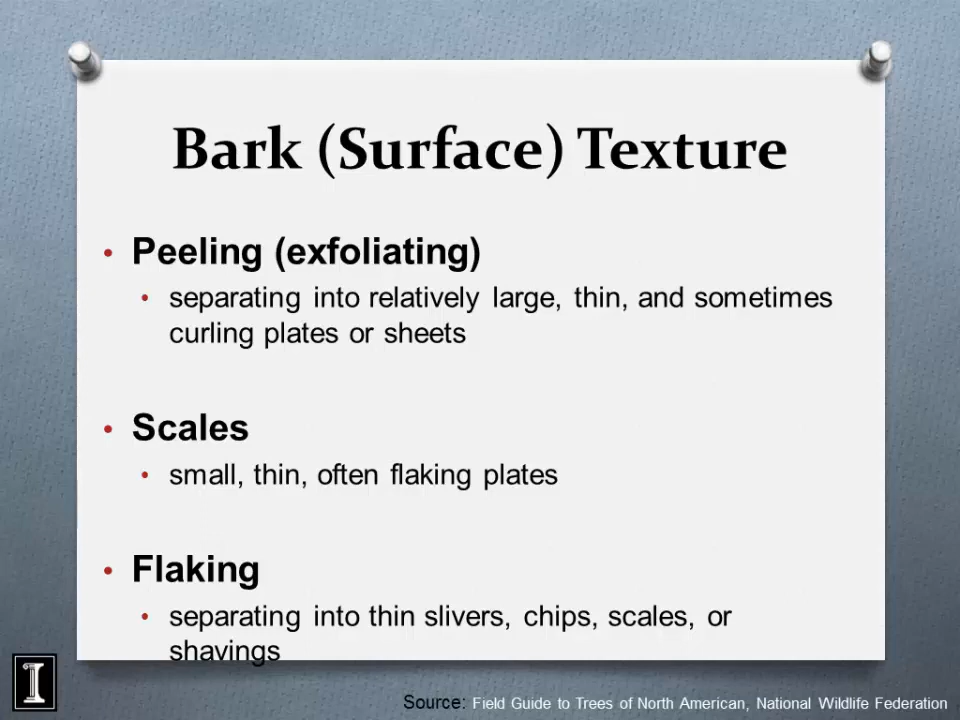 Bark (Surface) Texture
• Peeling (exfoliating)
• separating into relatively large, thin, and sometimes
curling plates or sheets
• Scales
• small, thin, often flaking plates
• Flaking
• separating into thin slivers, chips, scales, or
shavings
I
Source: Field Guide to Trees of North American, National Wildlife Federation